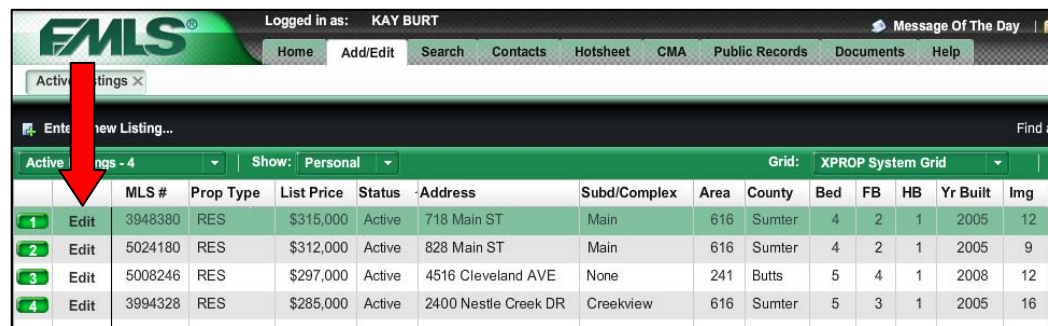 FMLS®
Logged in as: KAY BURT
Message Of The Day
Home Add/Edit Search Contacts Hotsheet CMA Public Records Documents Help
Active Listings ×
Enter new Listing...
Find
Active Listings - 4 Show: Personal Grid: XPROP System Grid
MLS # Prop Type List Price Status Address Subd/Complex Area County Bed FB HB Yr Built Img
1 Edit 3948380 RES $315,000 Active 718 Main ST Main 616 Sumter 4 2 1 2005 12
2 Edit 5024180 RES $312,000 Active 828 Main ST Main 616 Sumter 4 2 1 2005 9
3 Edit 5008246 RES $297,000 Active 4516 Cleveland AVE None 241 Butts 5 4 1 2008 12
4 Edit 3994328 RES $285,000 Active 2400 Nestle Creek DR Creekview 616 Sumter 5 3 1 2005 16